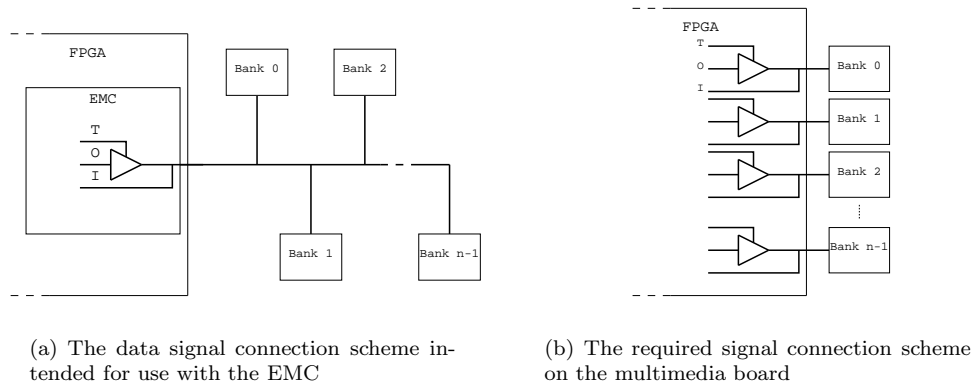 FPGA
EMC
T
O
I
Bank 0
Bank 2
Bank 1
Bank n-1
(a) The data signal connection scheme in-
tended for use with the EMC
FPGA
T
O
I
Bank 0
Bank 1
Bank 2
Bank n-1
(b) The required signal connection scheme
on the multimedia board